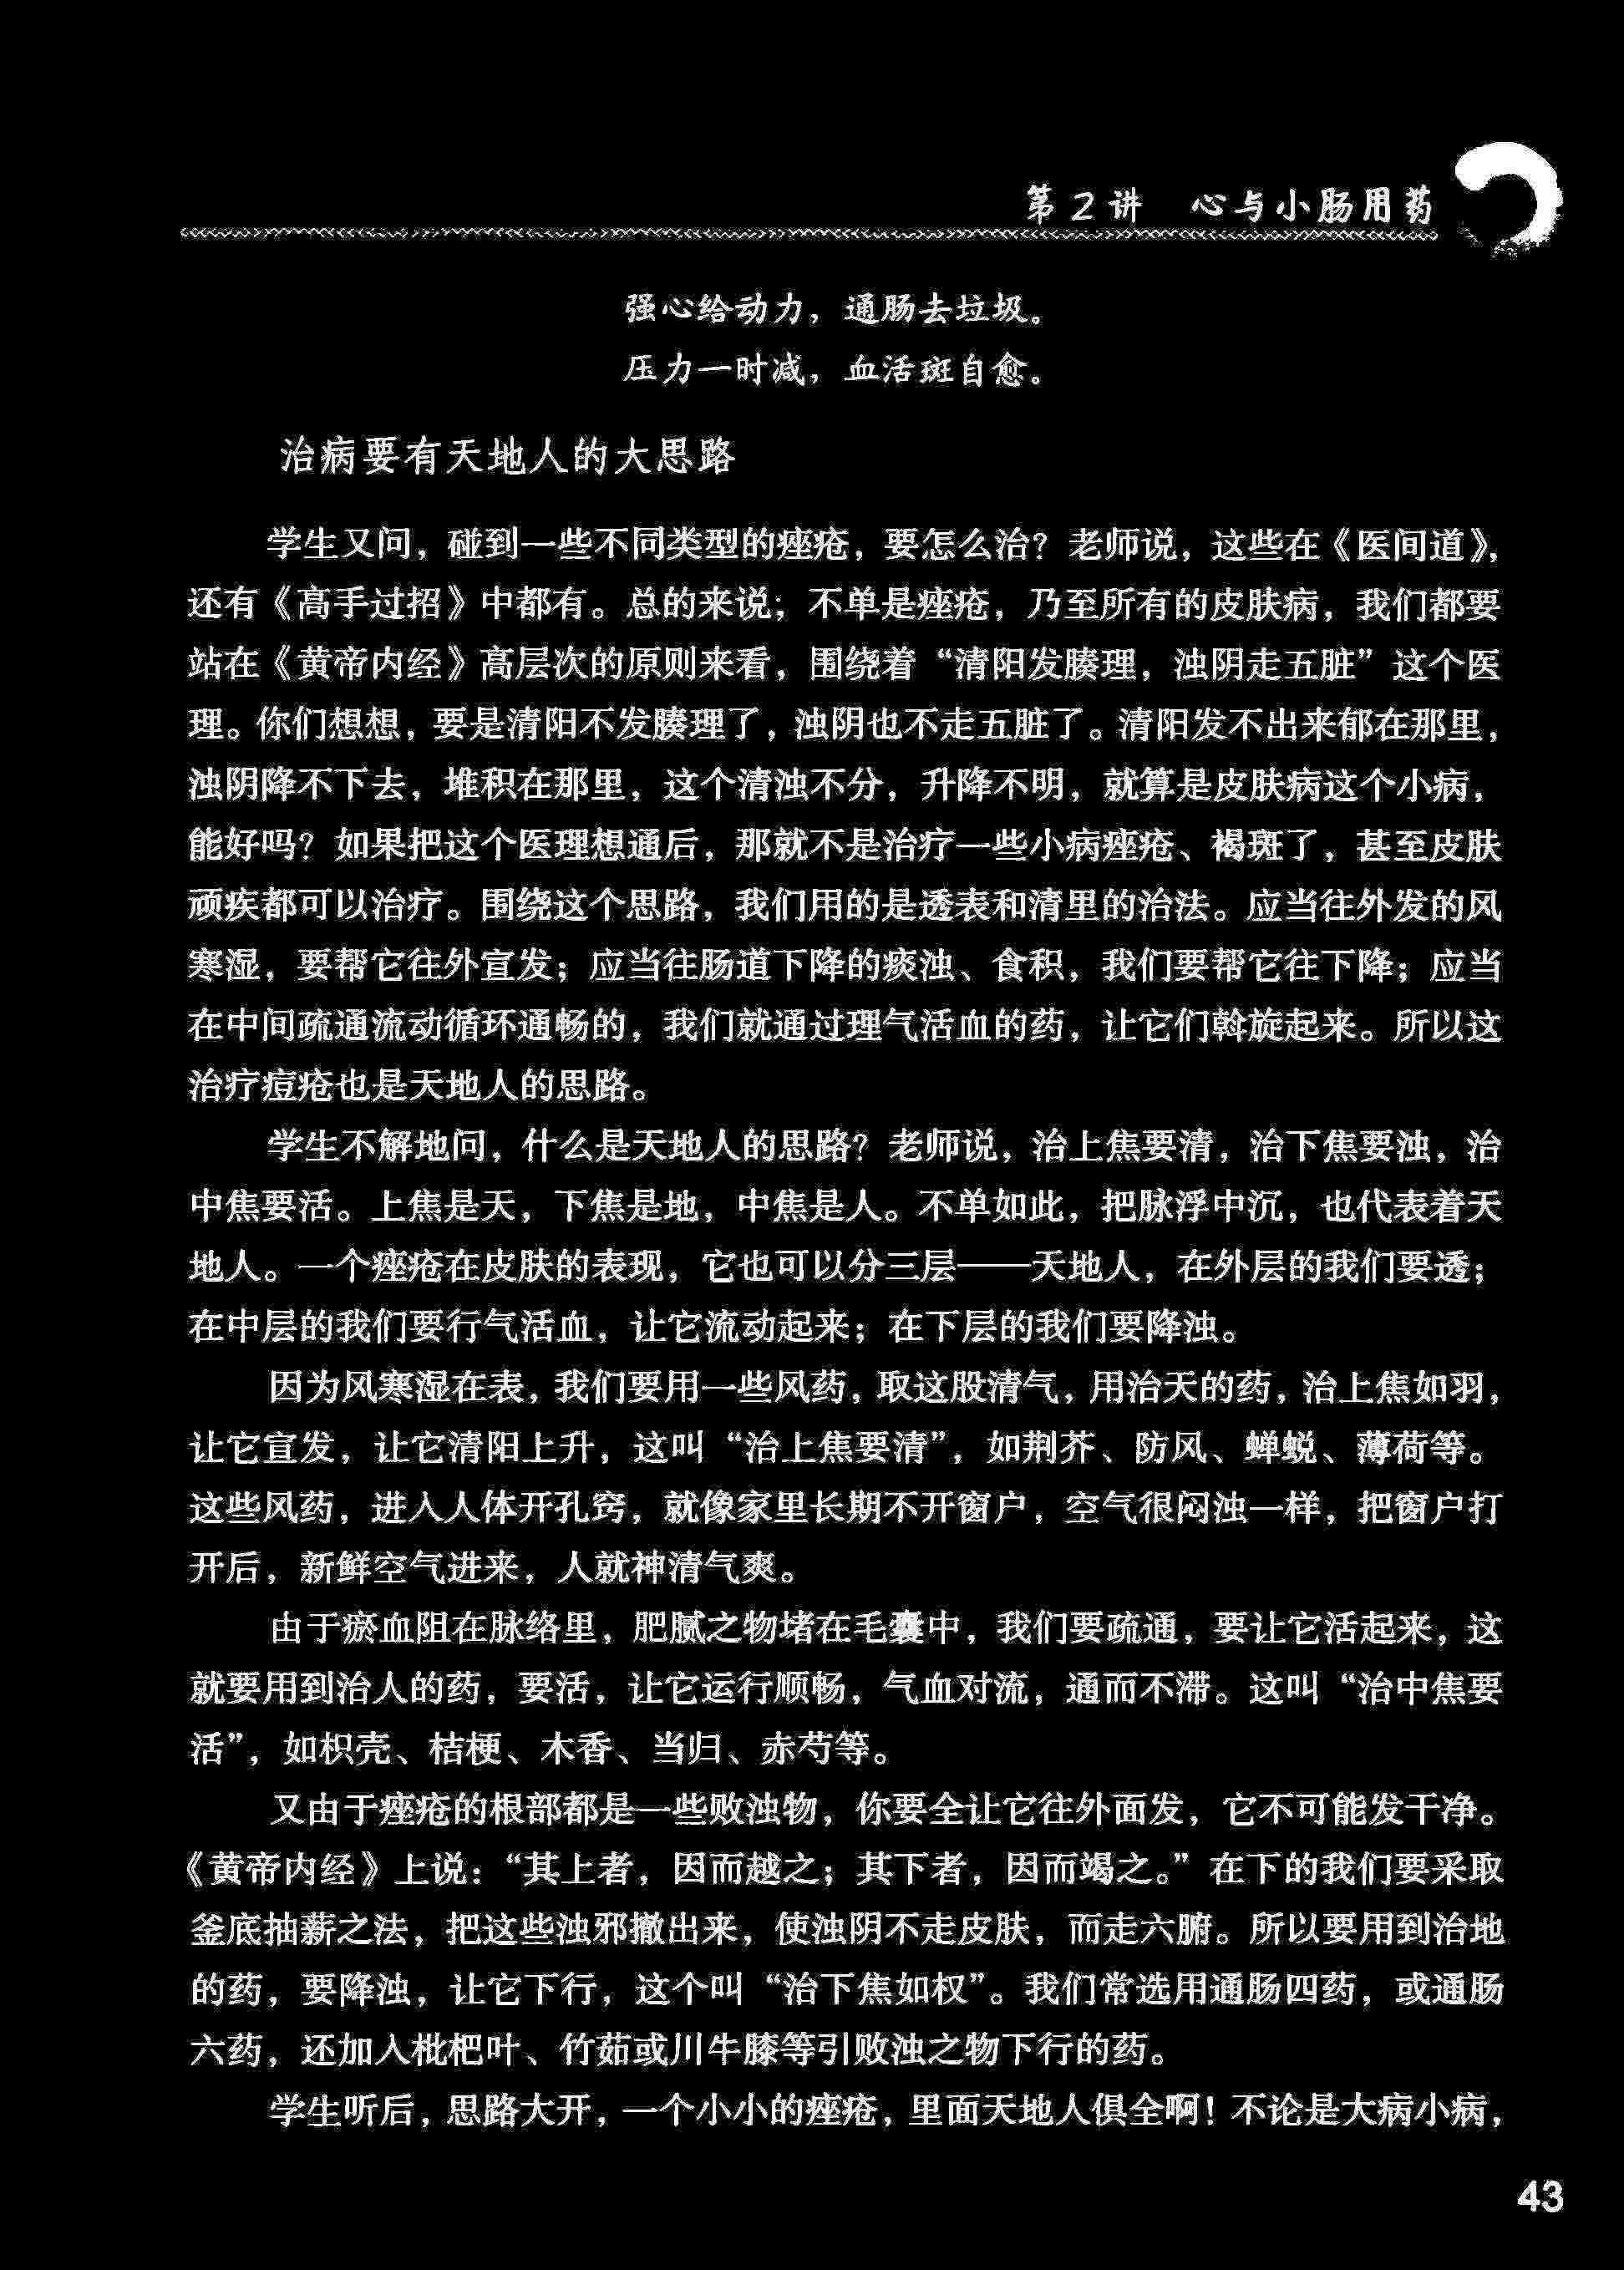 第2讲 心与小肠用药
强心给动力，通肠去垃圾。
压力一时减，血活斑自愈。
治病要有天地人的大思路
学生又问，碰到一些不同类型的痤疮，要怎么治？老师说，这些在《医间道》，
还有《高手过招》中都有。总的来说；不单是痤疮，乃至所有的皮肤病，我们都要
站在《黄帝内经》高层次的原则来看，围绕着“清阳发腠理，浊阴走五脏”这个医
理。你们想想，要是清阳不发腠理了，浊阴也不走五脏了。清阳发不出来郁在那里，
浊阴降不下去，堆积在那里，这个清浊不分，升降不明，就算是皮肤病这个小病，
能好吗？如果把这个医理想通后，那就不是治疗一些小病痤疮、褐斑了，甚至皮肤
顽疾都可以治疗。围绕这个思路，我们用的是透表和清里的治法。应当往外发的风
寒湿，要帮它往外宣发；应当往肠道下降的痰浊、食积，我们要帮它往下降；应当
在中间疏通流动循环通畅的，我们就通过理气活血的药，让它们斡旋起来。所以这
治疗痘疮也是天地人的思路。
学生不解地问，什么是天地人的思路？老师说，治上焦要清，治下焦要浊，治
中焦要活。上焦是天，下焦是地，中焦是人。不单如此，把脉浮中沉，也代表着天
地人。一个痤疮在皮肤的表现，它也可以分三层——天地人，在外层的我们要透；
在中层的我们要行气活血，让它流动起来；在下层的我们要降浊。
因为风寒湿在表，我们要用一些风药，取这股清气，用治天的药，治上焦如羽，
让它宣发，让它清阳上升，这叫“治上焦要清”，如荆芥、防风、蝉蜕、薄荷等。
这些风药，进入人体开孔窍，就像家里长期不开窗户，空气很闷浊一样，把窗户打
开后，新鲜空气进来，人就神清气爽。
由于瘀血阻在脉络里，肥腻之物堵在毛囊中，我们要疏通，要让它活起来，这
就要用到治人的药，要活，让它运行顺畅，气血对流，通而不滞。这叫“治中焦要
活”，如枳壳、桔梗、木香、当归、赤芍等。
又由于痤疮的根部都是一些败浊物，你要全让它往外面发，它不可能发干净。
《黄帝内经》上说：“其上者，因而越之；其下者，因而竭之。”在下的我们要采取
釜底抽薪之法，把这些浊邪撤出来，使浊阴不走皮肤，而走六腑。所以要用到治地
的药，要降浊，让它下行，这个叫“治下焦如权”。我们常选用通肠四药，或通肠
六药，还加入枇杷叶、竹茹或川牛膝等引败浊之物下行的药。
学生听后，思路大开，一个小小的痤疮，里面天地人俱全啊！不论是大病小病，
43